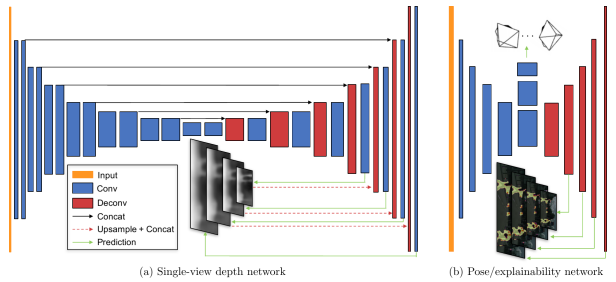 Input
Conv
Deconv
Concat
Upsample + Concat
Prediction
(a) Single-view depth network
(b) Pose/explainability network